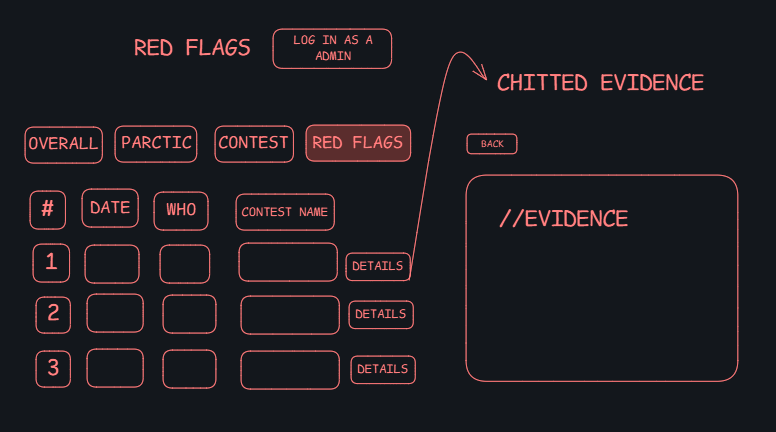 RED FLAGS
LOG IN AS A
ADMIN
CHITTED EVIDENCE
OVERALL
PARCTIC
CONTEST
RED FLAGS
BACK
#
DATE
WHO
CONTEST NAME
//EVIDENCE
1
DETAILS
2
DETAILS
3
DETAILS